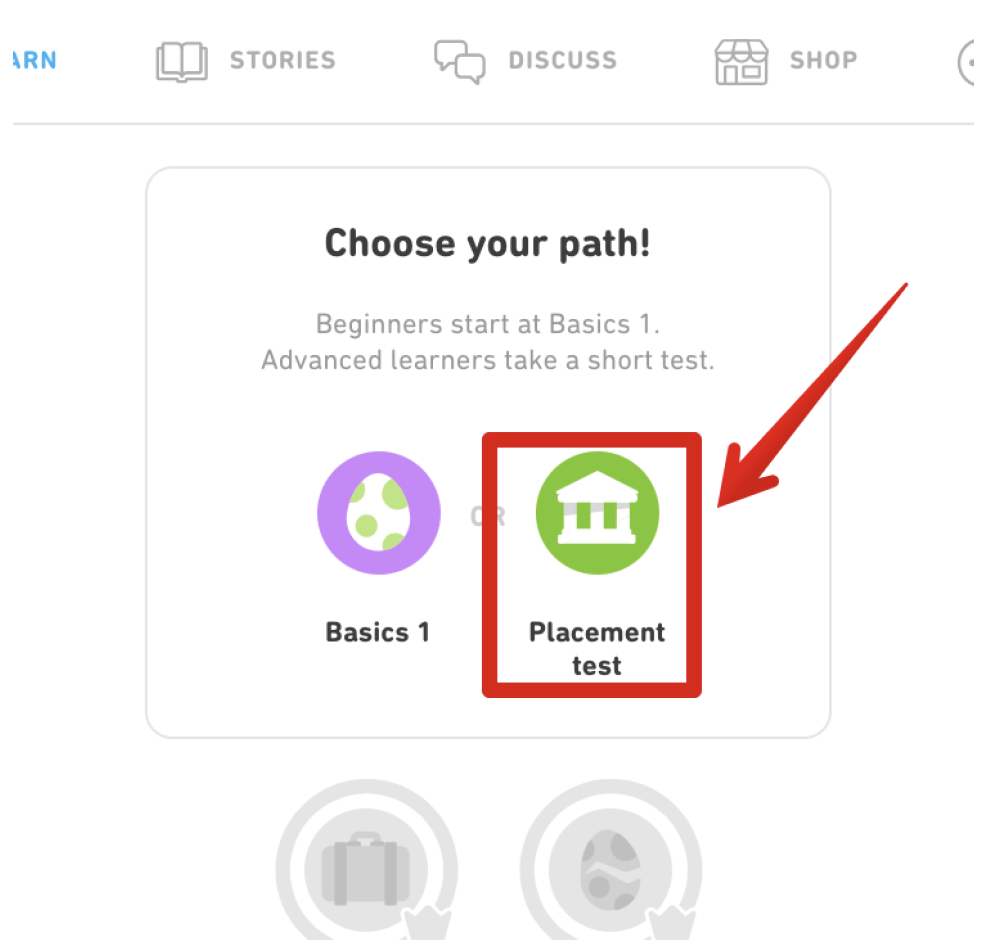 ARN
STORIES
DISCUSS
SHOP
Choose your path!
Beginners start at Basics 1.
Advanced learners take a short test.
OR
Basics 1
Placement
test